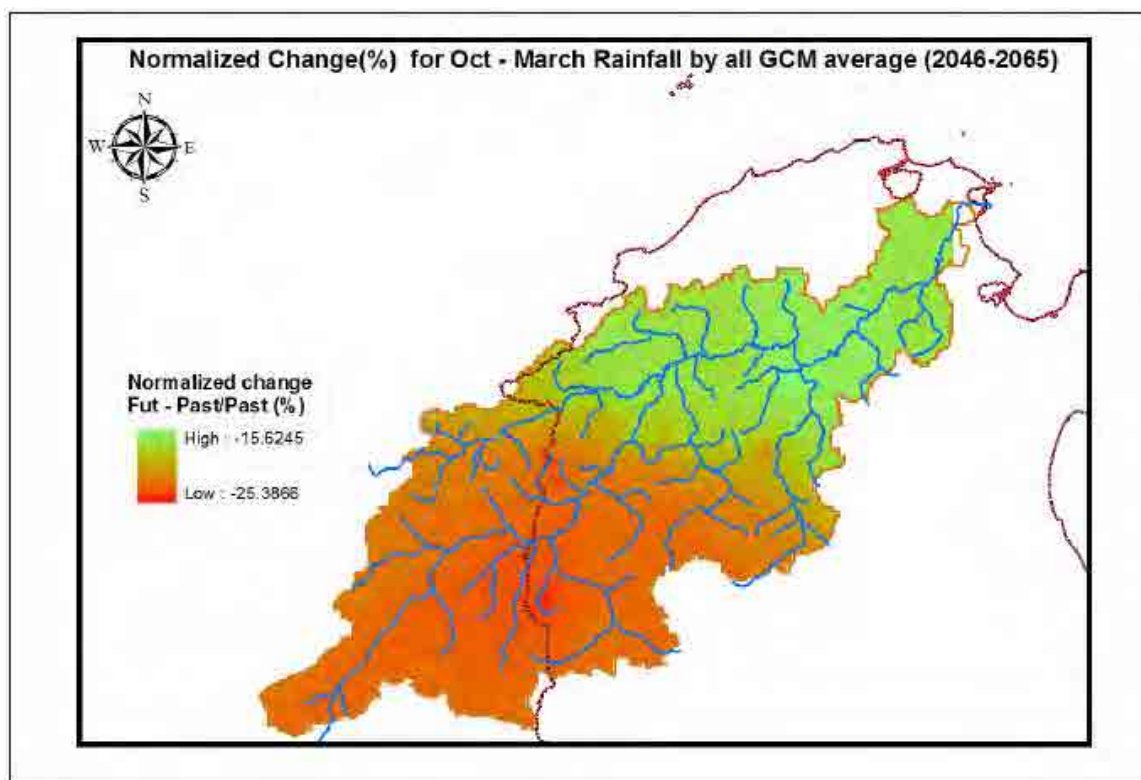 Normalized Change(%) for Oct - March Rainfall by all GCM average (2046-2065)
N
W E
S
Normalized change
Fut - Past/Past (%)
High : -15.6245
Low : -25.3866